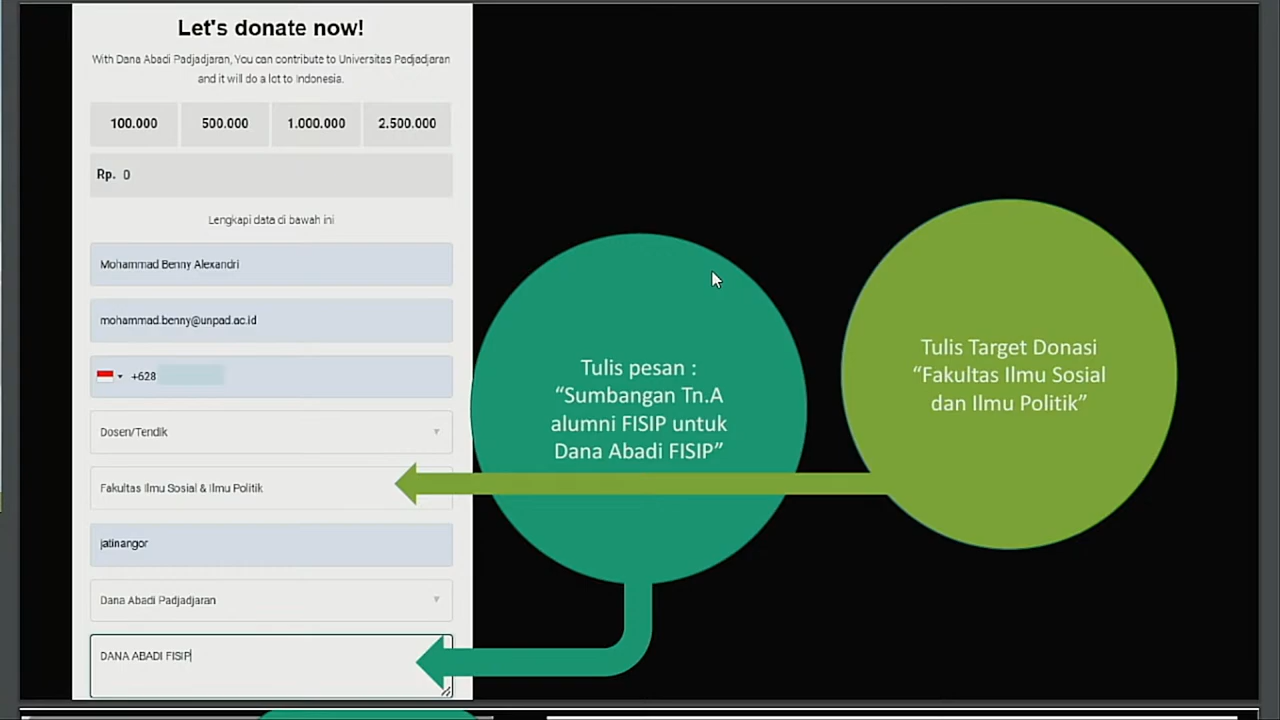 Let's donate now!
With Dana Abadi Padjadjaran, You can contribute to Universitas Padjadjaran
and it will do a lot to Indonesia.
100.000
500.000
1.000.000
2.500.000
Rp. 0
Lengkapi data di bawah ini
Mohammad Benny Alexandri
mohammad.benny@unpad.ac.id
+628
Dosen/Tendik
Fakultas Ilmu Sosial & Ilmu Politik
jatinangor
Dana Abadi Padjadjaran
DANA ABADI FISIP
Tulis pesan :
“Sumbangan Tn.A
alumni FISIP untuk
Dana Abadi FISIP”
Tulis Target Donasi
“Fakultas Ilmu Sosial
dan Ilmu Politik”